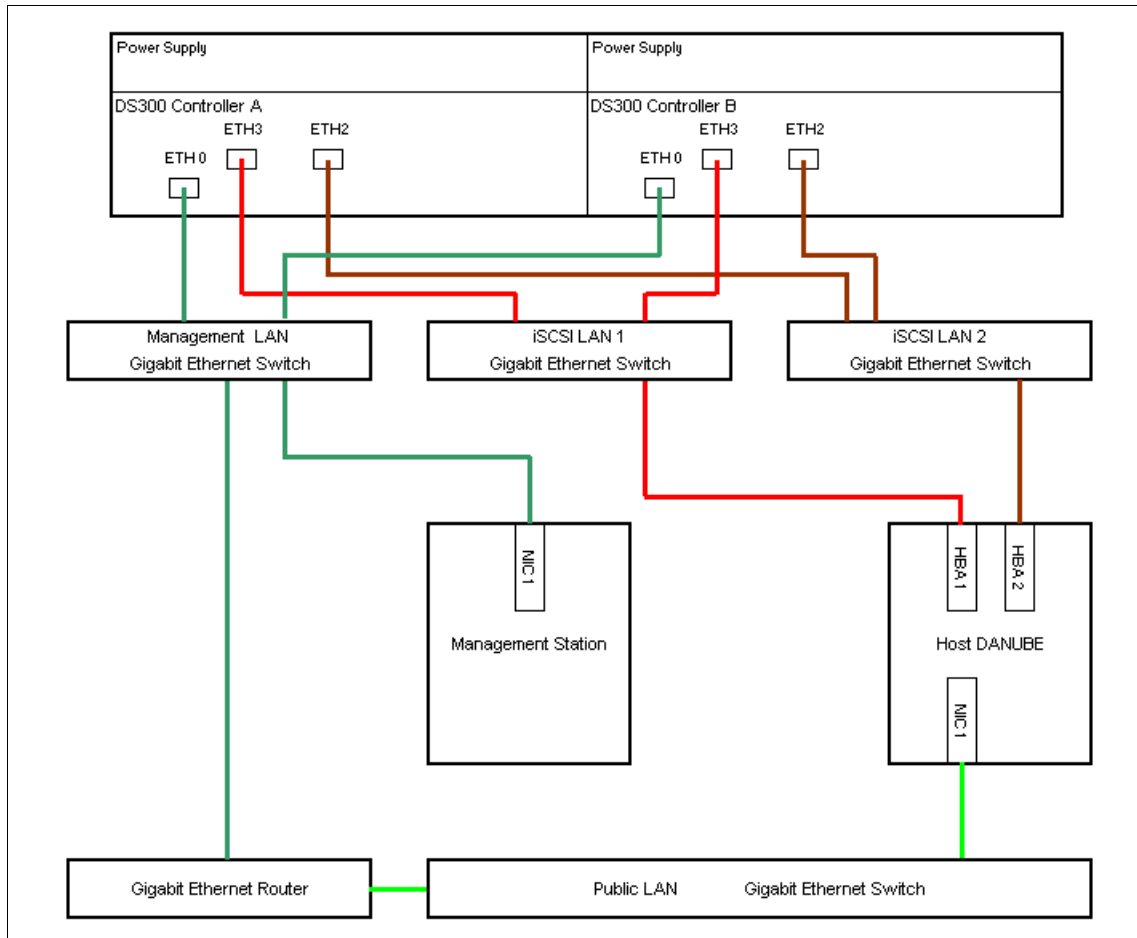 Power Supply
Power Supply
DS300 Controller A
DS300 Controller B
ETH3
ETH2
ETH3
ETH2
ETH 0
ETH 0
Management LAN
Gigabit Ethernet Switch
iSCSI LAN 1
Gigabit Ethernet Switch
iSCSI LAN 2
Gigabit Ethernet Switch
NIC1
HBA 1
HBA 2
Management Station
Host DANUBE
NIC1
Gigabit Ethernet Router
Public LAN Gigabit Ethernet Switch